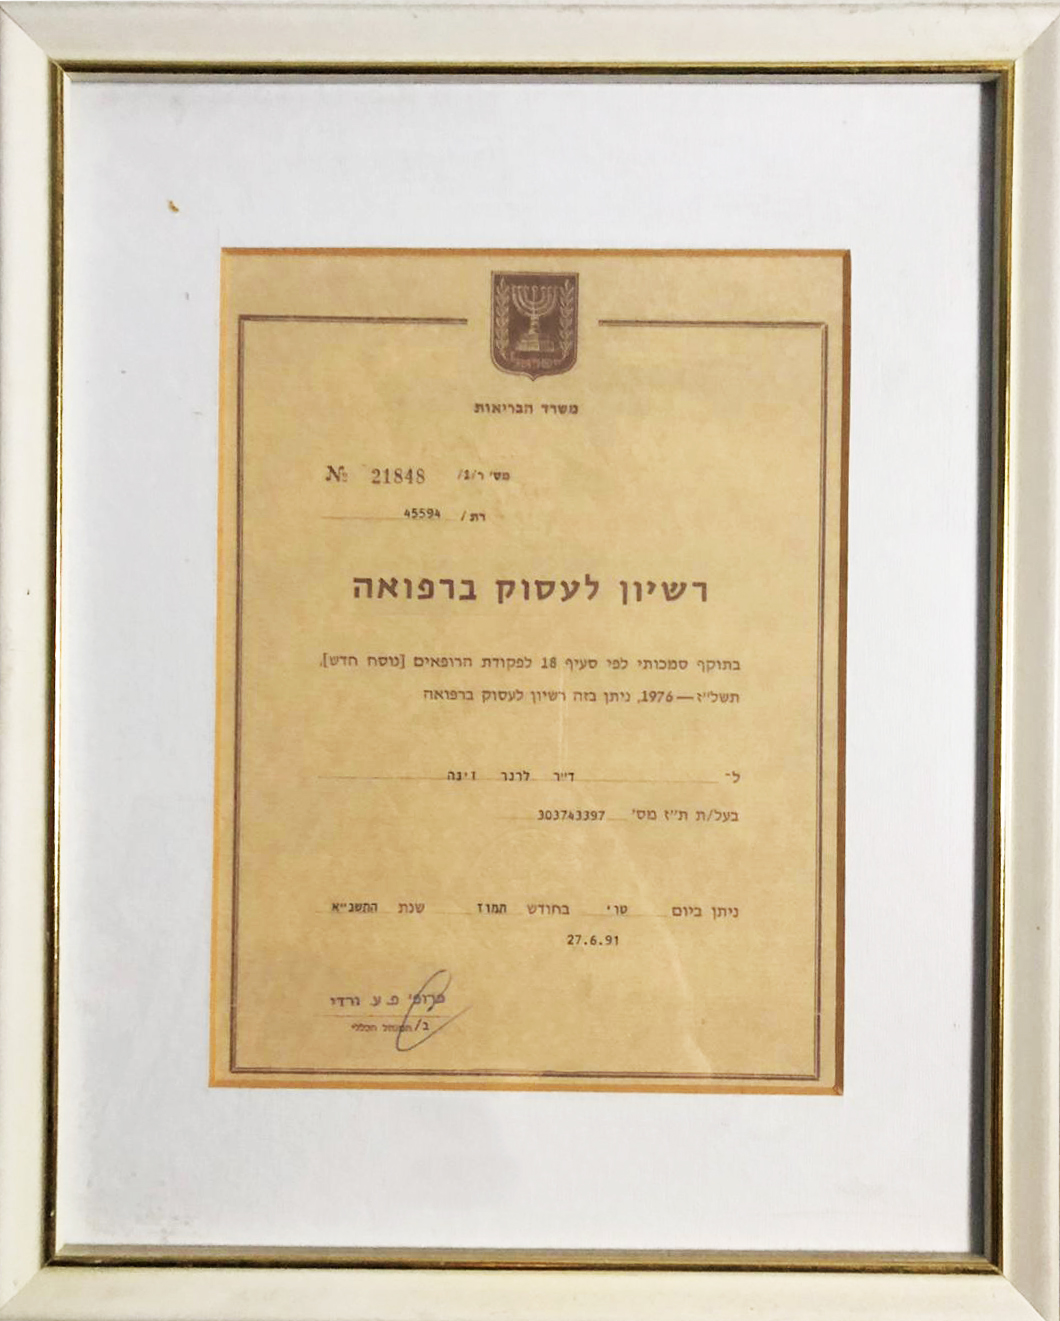 משרד הבריאות
מס׳ ר/1/ № 21848
רת/ 45594
רשיון לעסוק ברפואה
בתוקף סמכותי לפי סעיף 18 לפקודת הרופאים [נוסח חדש],
תשל״ז—1976, ניתן בזה רשיון לעסוק ברפואה
ל־ ד״ר לרנר זינה
בעל/ת ת״ז מס׳ 303743397
ניתן ביום טו׳ בחודש תמוז שנת התשנ״א
27.6.91
פרופ׳ פ. ע. ורדי
ב/המנהל הכללי